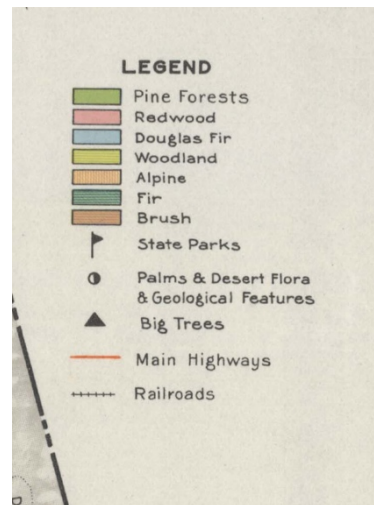 LEGEND
Pine Forests
Redwood
Douglas Fir
Woodland
Alpine
Fir
Brush
State Parks
Palms & Desert Flora
& Geological Features
Big Trees
Main Highways
Railroads